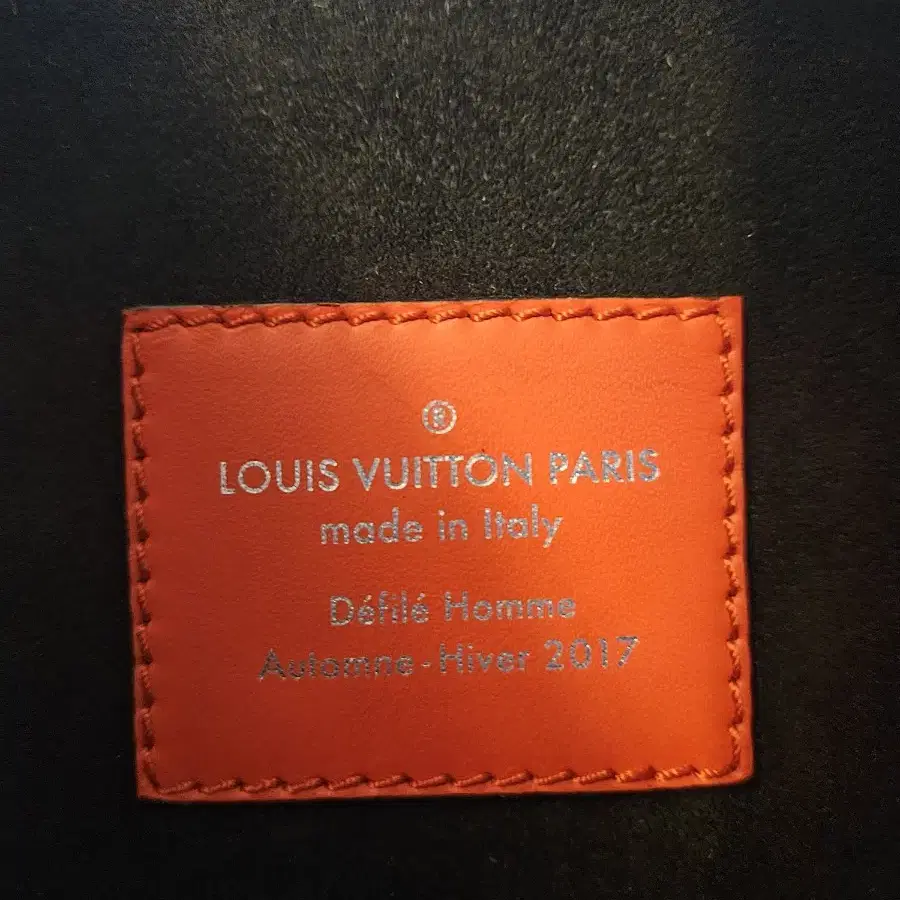 ®
LOUIS VUITTON PARIS
made in Italy
Défilé Homme
Automne-Hiver 2017